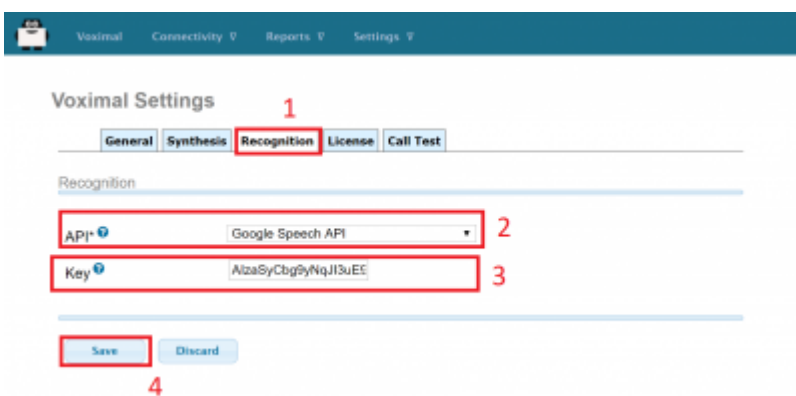 Voximal Connectivity Reports Settings
Voximal Settings
1
General Synthesis Recognition License Call Test
Recognition
API* Google Speech API 2
Key 3
Save Discard
4